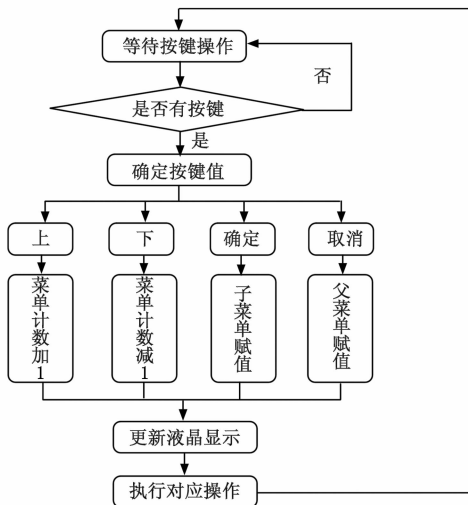 等待按键操作
否
是否有按键
是
确定按键值
上
下
确定
取消
菜单计数加1
菜单计数减1
子菜单赋值
父菜单赋值
更新液晶显示
执行对应操作